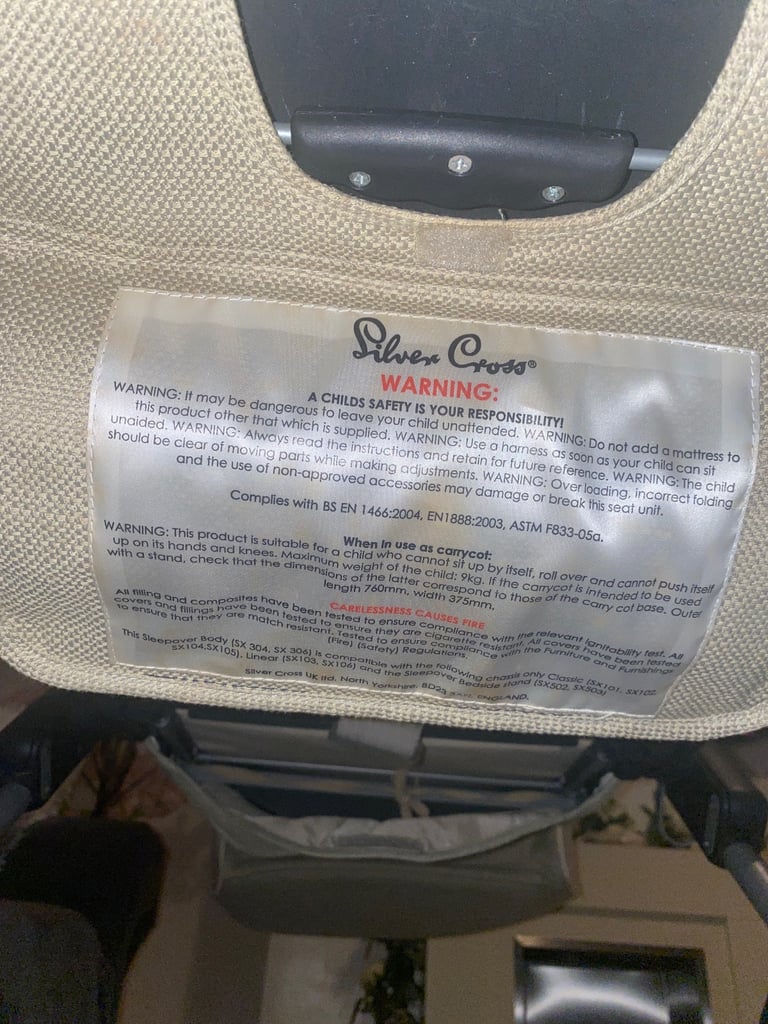 Silver Cross®
WARNING:
A CHILDS SAFETY IS YOUR RESPONSIBILITY!
WARNING: It may be dangerous to leave your child unattended. WARNING: Do not add a mattress to
this product other that which is supplied. WARNING: Use a harness as soon as your child can sit
unaided. WARNING: Always read the instructions and retain for future reference. WARNING: The child
should be clear of moving parts while making adjustments. WARNING: Over loading, incorrect folding
and the use of non-approved accessories may damage or break this seat unit.
Complies with BS EN 1466:2004, EN1888:2003, ASTM F833-05a.
When in use as carrycot:
WARNING: This product is suitable for a child who cannot sit up by itself, roll over and cannot push itself
up on its hands and knees. Maximum weight of the child: 9kg. If the carrycot is intended to be used
with a stand, check that the dimensions of the latter correspond to those of the carry cot base. Outer
length 760mm, width 375mm.
CARELESSNESS CAUSES FIRE
All filling and composites have been tested to ensure compliance with the relevant ignitability test. All
covers and fillings have been tested to ensure they are cigarette resistant. All covers have been tested
to ensure that they are match resistant. Tested to ensure compliance with the Furniture and Furnishings
(Fire) (Safety) Regulations.
This Sleepover Body (SX 304, SX 306) is compatible with the following chassis only Classic (SX101, SX102,
SX104,SX105), Linear (SX103, SX106) and the Sleepover Bedside stand (SX502, SX503)
Silver Cross UK Ltd. North Yorkshire, BD23 ENGLAND.